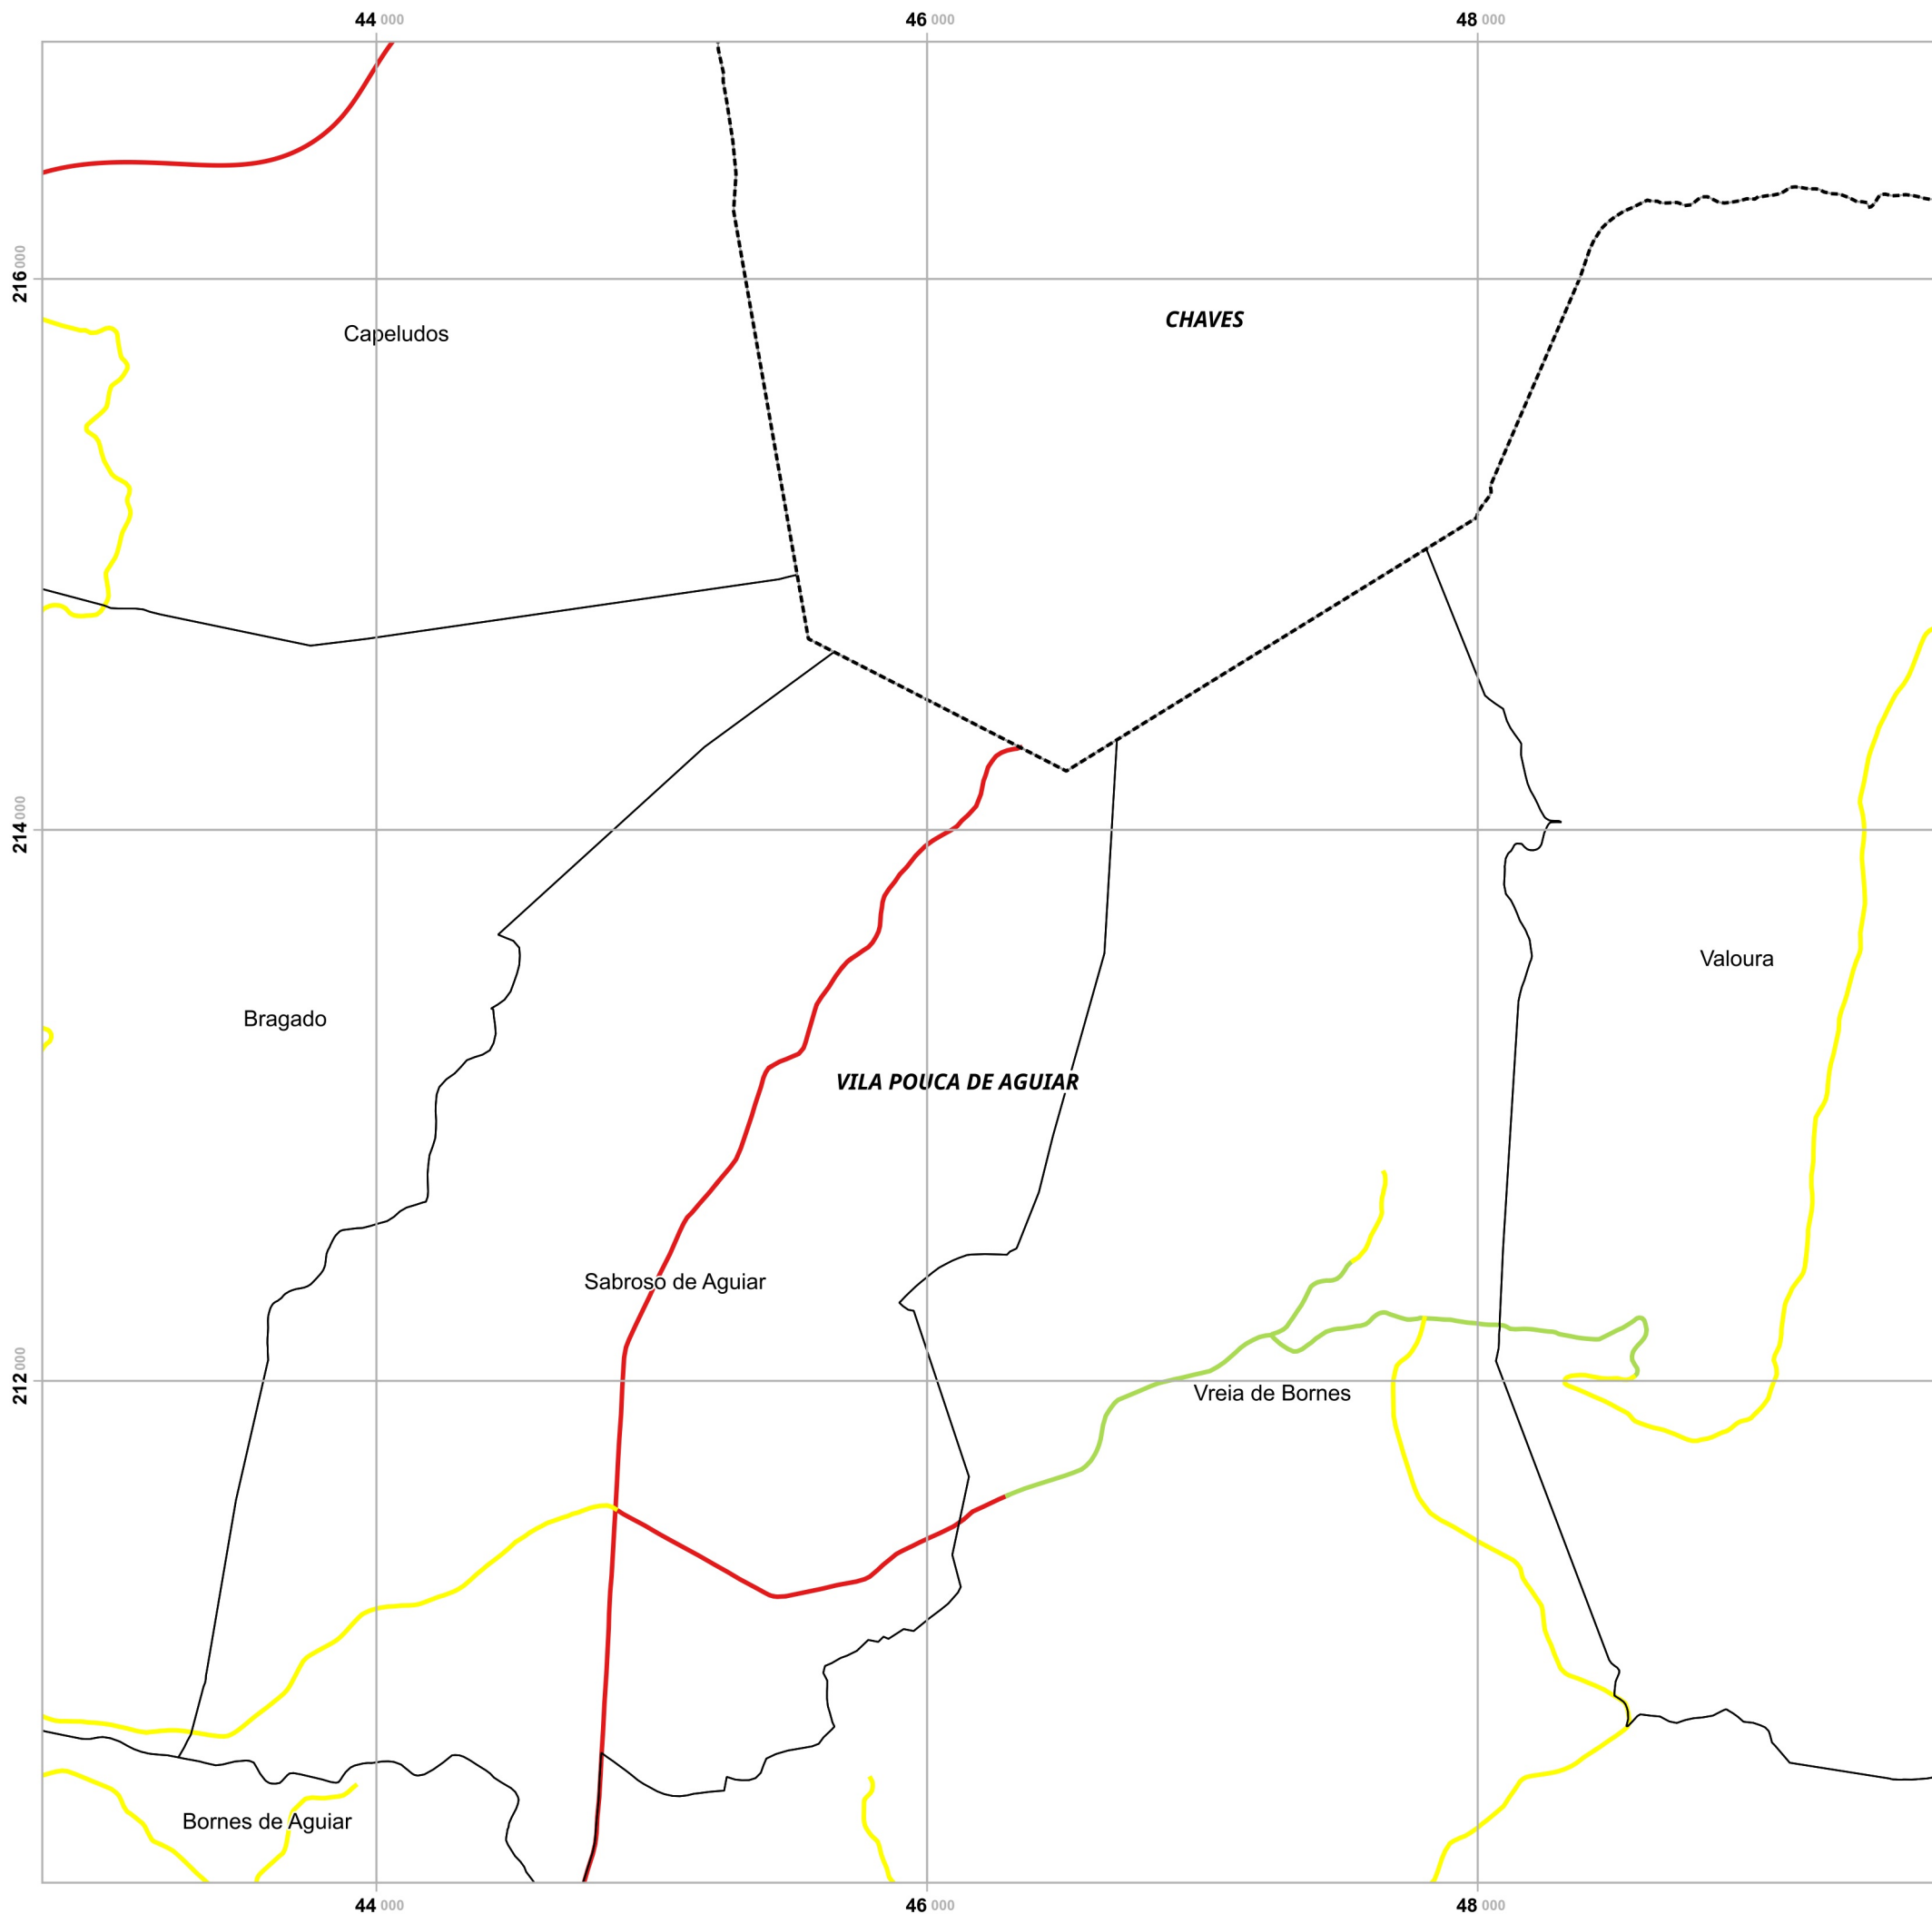 44 000 46 000 48 000
216 000
Capeludos
CHAVES
214 000
Valoura
Bragado
VILA POUCA DE AGUIAR
Sabroso de Aguiar
212 000
Vreia de Bornes
Bornes de Aguiar
44 000 46 000 48 000